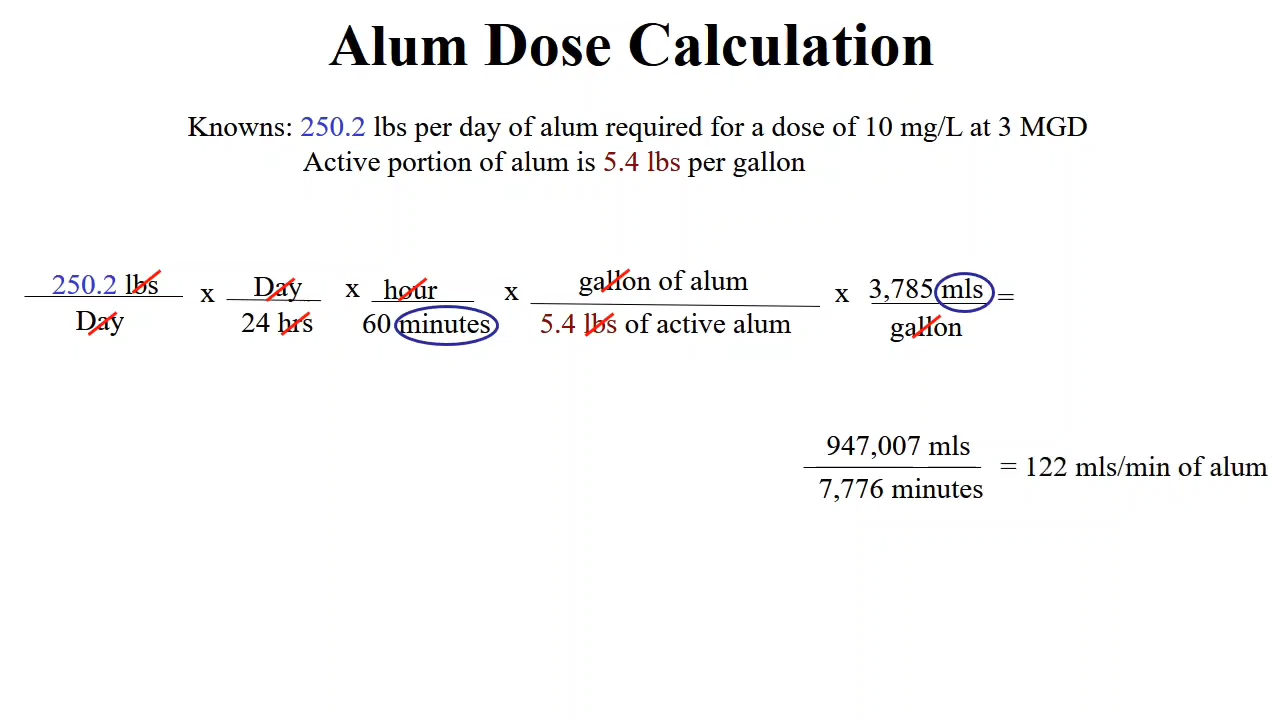 Alum Dose Calculation
Knowns: 250.2 lbs per day of alum required for a dose of 10 mg/L at 3 MGD
Active portion of alum is 5.4 lbs per gallon
250.2 lbs x Day x hour x gallon of alum x 3,785 mls =
Day 24 hrs 60 minutes 5.4 lbs of active alum gallon
947,007 mls
7,776 minutes = 122 mls/min of alum